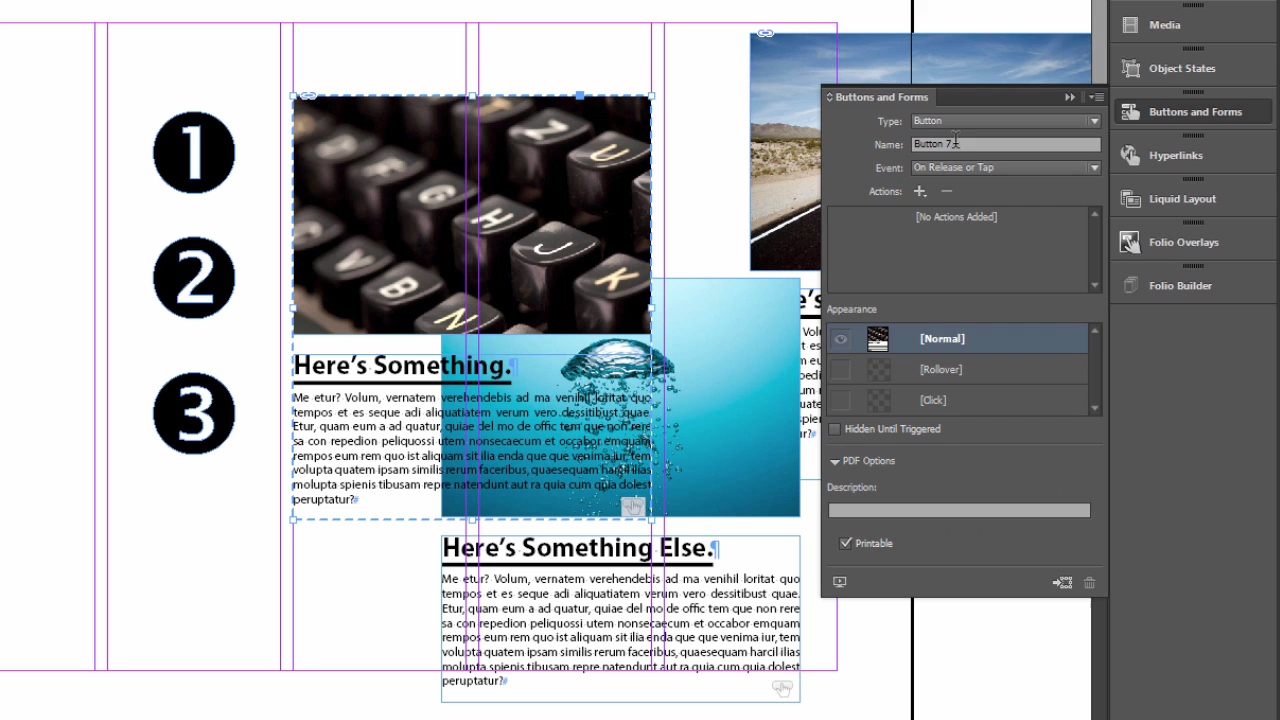 1
2
3
Z
U
D
F
G
H
J
K
C
V
B
N
Here's Something.¶
Me etur? Volum, vernatem verehendebis ad ma venihil loritat quo
tempos et es seque adi aliquatiatem verum vero dessitibust quae.
Etur, quam eum a ad quatur, quiae del mo de offic tem que non rere
sa con repedion peliquossi utatem nonsecaecum et occabor emquam
rempos eum rem quo ist aliquam sit ilia enda que que venima iur, tem
volupta quatem ipsam similis rerum faceribus, quaesequam harcil ilias
molupta spienis tibusam repre natendunt aut ra quia cum quia dolest
peruptatur?#
Here's Something Else.¶
Me etur? Volum, vernatem verehendebis ad ma venihil loritat quo
tempos et es seque adi aliquatiatem verum vero dessitibust quae.
Etur, quam eum a ad quatur, quiae del mo de offic tem que non rere
sa con repedion peliquossi utatem nonsecaecum et occabor emquam
rempos eum rem quo ist aliquam sit ilia enda que que venima iur, tem
volupta quatem ipsam similis rerum faceribus, quaesequam harcil ilias
molupta spienis tibusam repre natendunt aut ra quia cum quia dolest
peruptatur?#
Buttons and Forms
Type: Button
Name: Button 7
Event: On Release or Tap
Actions:
[No Actions Added]
Appearance
[Normal]
[Rollover]
[Click]
Hidden Until Triggered
PDF Options
Description:
Printable
Media
Object States
Buttons and Forms
Hyperlinks
Liquid Layout
Folio Overlays
Folio Builder